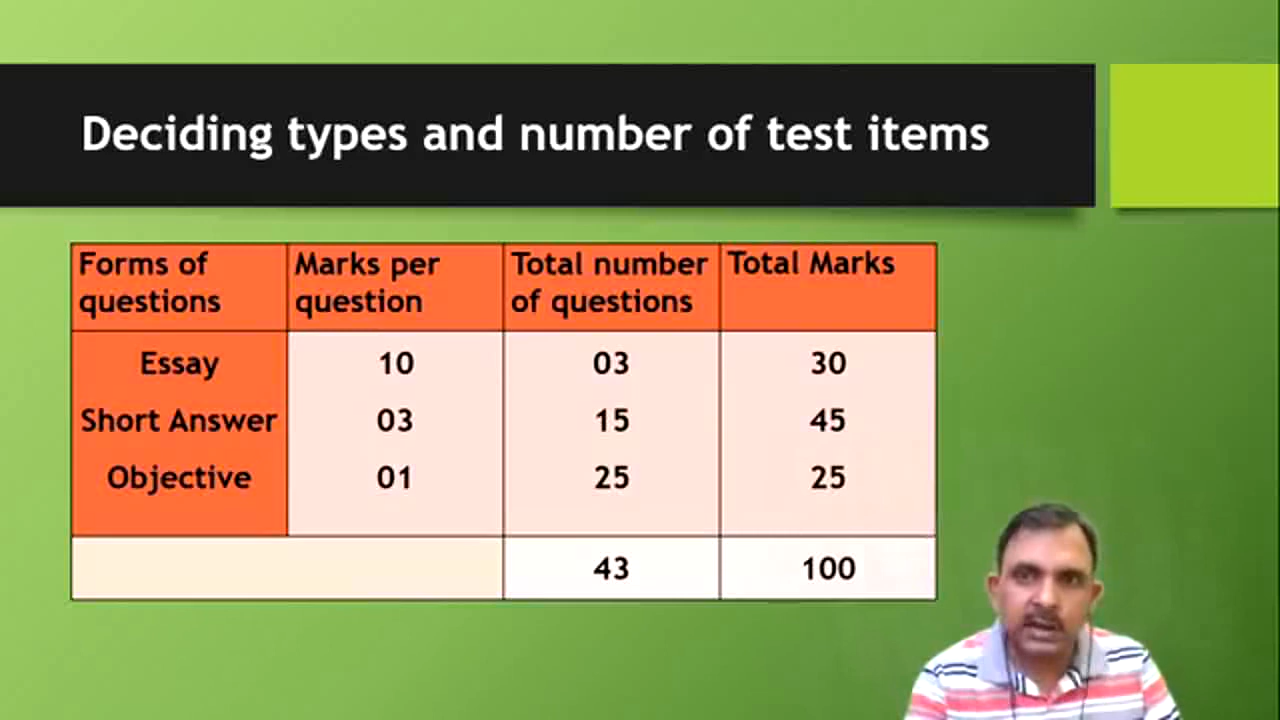 Deciding types and number of test items
Forms of questions Marks per question Total number of questions Total Marks
Essay 10 03 30
Short Answer 03 15 45
Objective 01 25 25
43 100